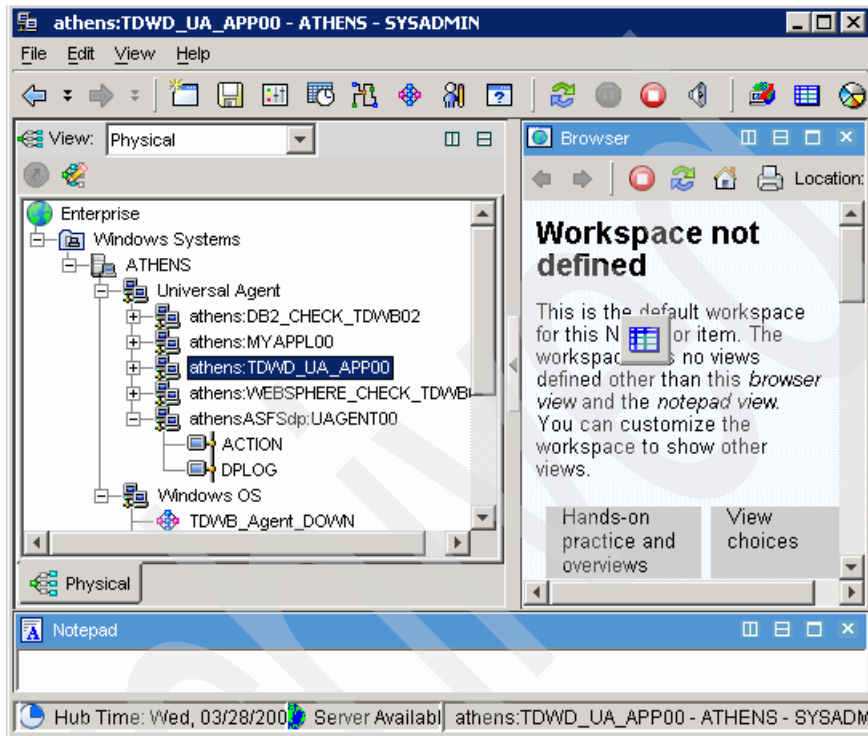 athens:TDWD_UA_APP00 - ATHENS - SYSADMIN
File Edit View Help
View: Physical
Enterprise
Windows Systems
ATHENS
Universal Agent
athens:DB2_CHECK_TDWB02
athens:MYAPPL00
athens:TDWD_UA_APP00
athens:WEBSPHERE_CHECK_TDWB
athensASFSdp:UAGENT00
ACTION
DPLOG
Windows OS
TDWB_Agent_DOWN
Physical
Browser
Location:
Workspace not
defined
This is the default workspace
for this N or item. The
workspac s no views
defined other than this browser
view and the notepad view.
You can customize the
workspace to show other
views.
Hands-on
practice and
overviews
View
choices
Notepad
Hub Time: Wed, 03/28/200 Server Availabl athens:TDWD_UA_APP00 - ATHENS - SYSADM